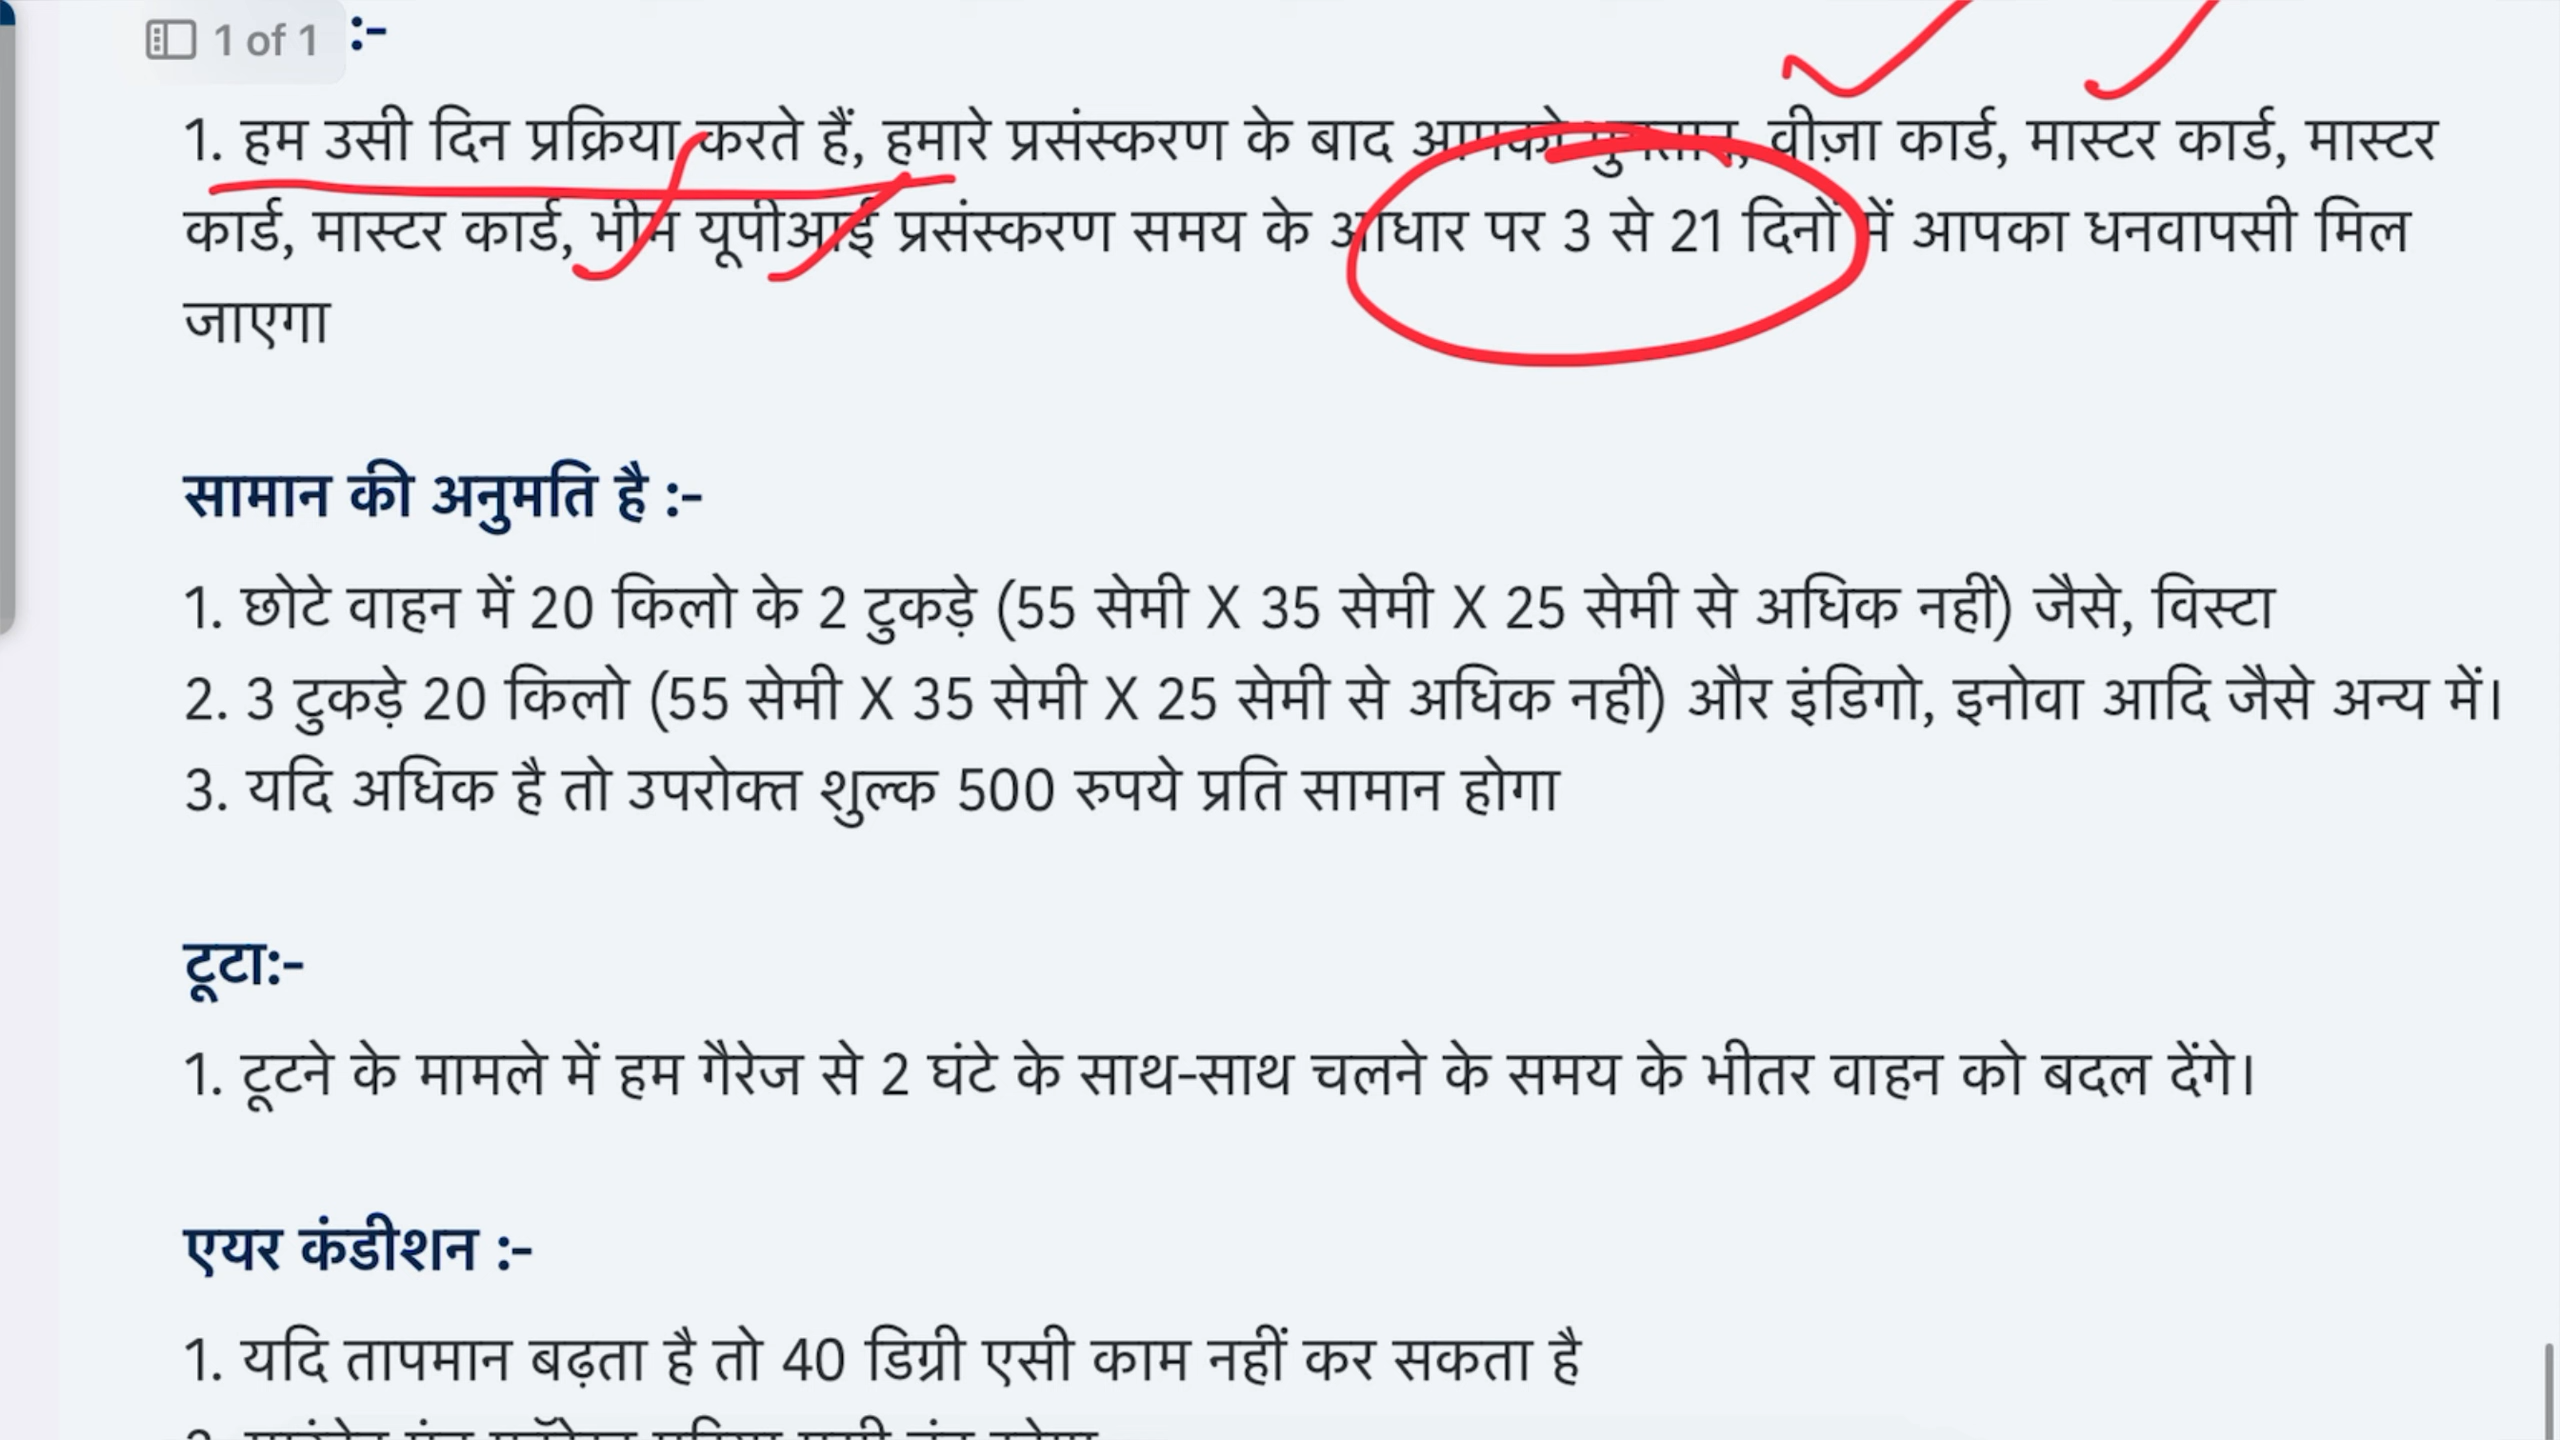 1 of 1 :-
1. हम उसी दिन प्रक्रिया करते हैं, हमारे प्रसंस्करण के बाद आपको भुगतान, वीज़ा कार्ड, मास्टर कार्ड, मास्टर
कार्ड, मास्टर कार्ड, भीम यूपीआई प्रसंस्करण समय के आधार पर 3 से 21 दिनों में आपका धनवापसी मिल
जाएगा
सामान की अनुमति है :-
1. छोटे वाहन में 20 किलो के 2 टुकड़े (55 सेमी X 35 सेमी X 25 सेमी से अधिक नहीं) जैसे, विस्टा
2. 3 टुकड़े 20 किलो (55 सेमी X 35 सेमी X 25 सेमी से अधिक नहीं) और इंडिगो, इनोवा आदि जैसे अन्य में।
3. यदि अधिक है तो उपरोक्त शुल्क 500 रुपये प्रति सामान होगा
टूटा:-
1. टूटने के मामले में हम गैरेज से 2 घंटे के साथ-साथ चलने के समय के भीतर वाहन को बदल देंगे।
एयर कंडीशन :-
1. यदि तापमान बढ़ता है तो 40 डिग्री एसी काम नहीं कर सकता है